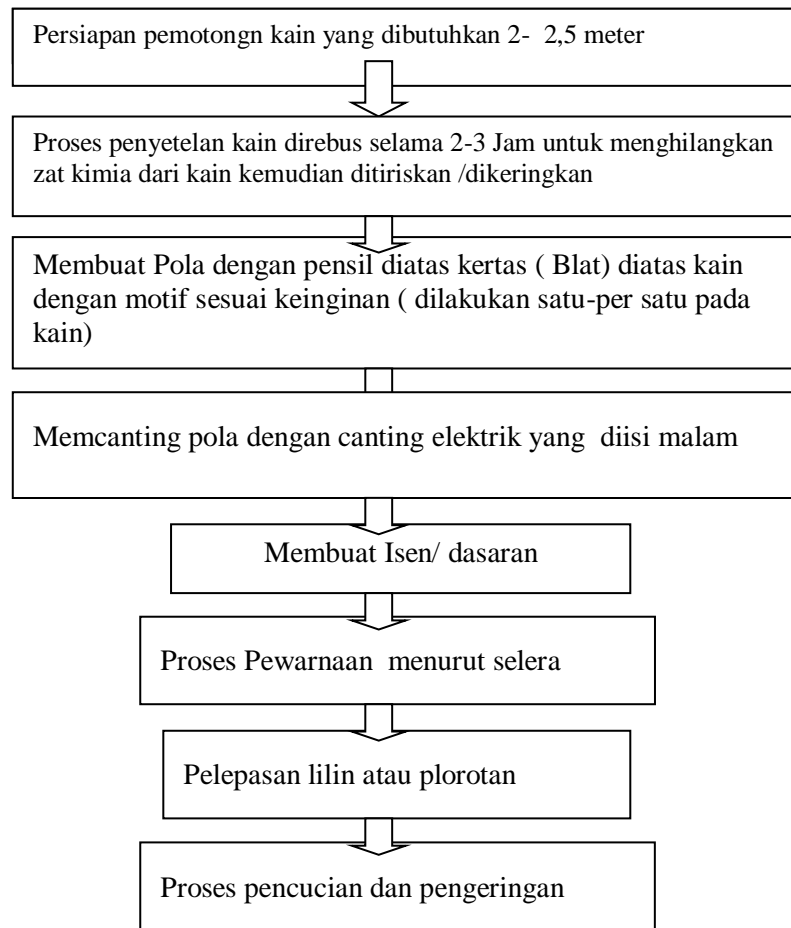 Persiapan pemotongn kain yang dibutuhkan 2- 2,5 meter
Proses penyetelan kain direbus selama 2-3 Jam untuk menghilangkan
zat kimia dari kain kemudian ditiriskan /dikeringkan
Membuat Pola dengan pensil diatas kertas ( Blat) diatas kain
dengan motif sesuai keinginan ( dilakukan satu-per satu pada
kain)
Memcanting pola dengan canting elektrik yang diisi malam
Membuat Isen/ dasaran
Proses Pewarnaan menurut selera
Pelepasan lilin atau plorotan
Proses pencucian dan pengeringan